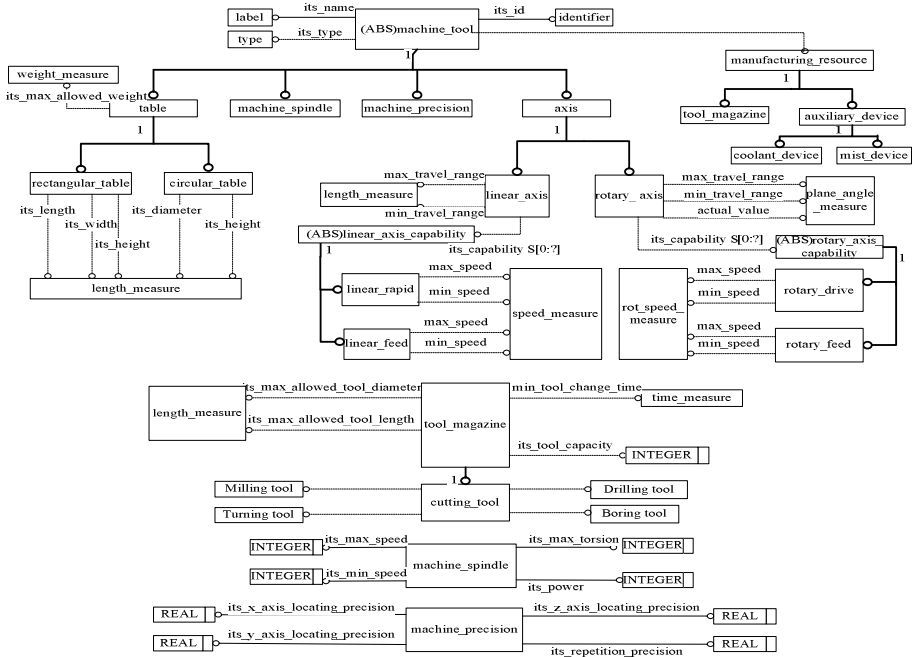 label
its_name
(ABS)machine_tool
its_id
identifier
type
its_type
1
weight_measure
manufacturing_resource
1
its_max_allowed_weight
table
1
machine_spindle
machine_precision
axis
1
tool_magazine
auxiliary_device
1
coolant_device
mist_device
rectangular_table
circular_table
max_travel_range
length_measure
min_travel_range
linear_axis
rotary_ axis
max_travel_range
min_travel_range
actual_value
plane_angle
_measure
its_length
its_width
its_height
its_diameter
its_height
(ABS)linear_axis_capability
1
its_capability S[0:?]
its_capability S[0:?]
(ABS)rotary_axis_
capability
1
length_measure
linear_rapid
max_speed
min_speed
speed_measure
linear_feed
max_speed
min_speed
rot_speed_
measure
max_speed
min_speed
rotary_drive
max_speed
min_speed
rotary_feed
length_measure
its_max_allowed_tool_diameter
its_max_allowed_tool_length
tool_magazine
min_tool_change_time
time_measure
its_tool_capacity
INTEGER
1
Milling tool
Turning tool
cutting_tool
Drilling tool
Boring tool
INTEGER
its_max_speed
INTEGER
its_min_speed
machine_spindle
its_max_torsion
INTEGER
its_power
INTEGER
REAL
its_x_axis_locating_precision
REAL
its_y_axis_locating_precision
machine_precision
its_z_axis_locating_precision
REAL
its_repetition_precision
REAL